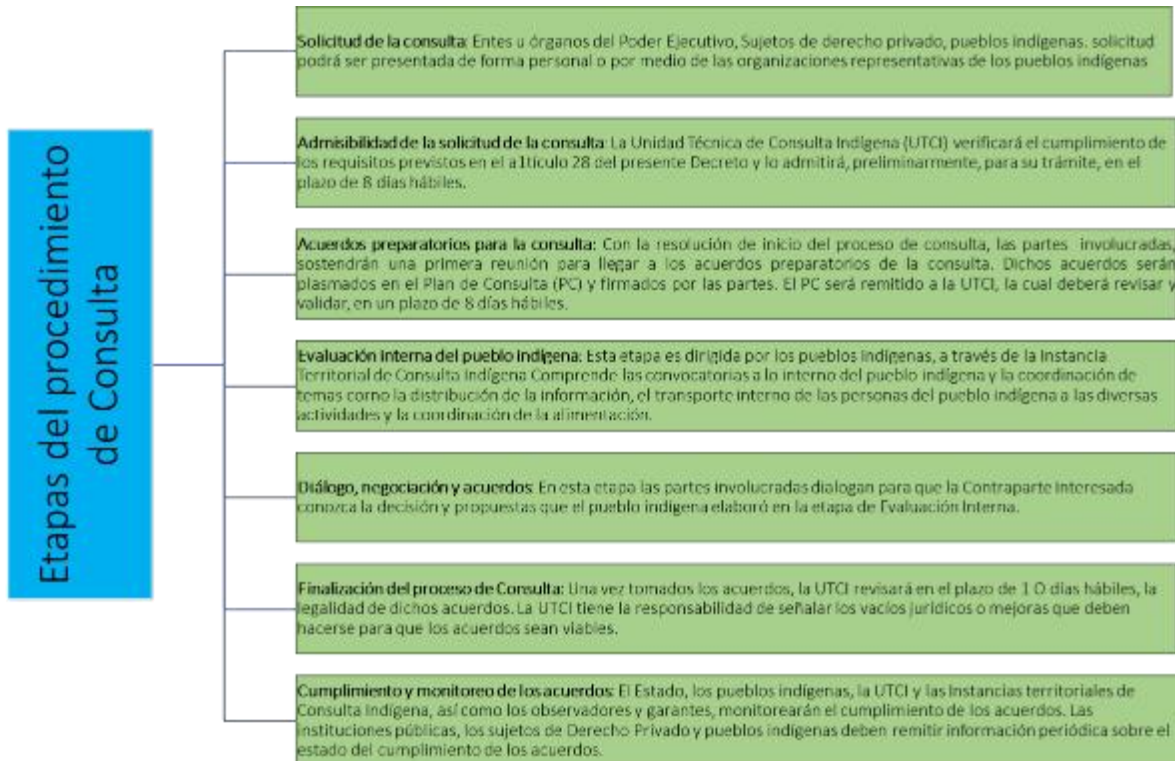 Etapas del procedimiento
de Consulta
Solicitud de la consulta: Entes u órganos del Poder Ejecutivo, Sujetos de derecho privado, pueblos indígenas. solicitud
podrá ser presentada de forma personal o por medio de las organizaciones representativas de los pueblos indígenas
Admisibilidad de la solicitud de la consulta: La Unidad Técnica de Consulta Indígena (UTCI) verificará el cumplimiento de
los requisitos previstos en el a1tículo 28 del presente Decreto y lo admitirá, preliminarmente, para su trámite, en el
plazo de 8 días hábiles.
Acuerdos preparatorios para la consulta: Con la resolución de inicio del proceso de consulta, las partes involucradas,
sostendrán una primera reunión para llegar a los acuerdos preparatorios de la consulta. Dichos acuerdos serán
plasmados en el Plan de Consulta (PC) y firmados por las partes. El PC será remitido a la UTCI, la cual deberá revisar y
validar, en un plazo de 8 días hábiles.
Evaluación interna del pueblo indígena: Esta etapa es dirigida por los pueblos indígenas, a través de la Instancia
Territorial de Consulta Indígena Comprende las convocatorias a lo interno del pueblo indígena y la coordinación de
temas corno la distribución de la información, el transporte interno de las personas del pueblo indígena a las diversas
actividades y la coordinación de la alimentación.
Diálogo, negociación y acuerdos: En esta etapa las partes involucradas dialogan para que la Contraparte Interesada
conozca la decisión y propuestas que el pueblo indígena elaboró en la etapa de Evaluación Interna.
Finalización del proceso de Consulta: Una vez tomados los acuerdos, la UTCI revisará en el plazo de 1 O días hábiles, la
legalidad de dichos acuerdos. La UTCI tiene la responsabilidad de señalar los vacíos jurídicos o mejoras que deben
hacerse para que los acuerdos sean viables.
Cumplimiento y monitoreo de los acuerdos: El Estado, los pueblos indígenas, la UTCI y las Instancias territoriales de
Consulta Indígena, así como los observadores y garantes, monitorearán el cumplimiento de los acuerdos. Las
instituciones públicas, los sujetos de Derecho Privado y pueblos indígenas deben remitir información periódica sobre el
estado del cumplimiento de los acuerdos.